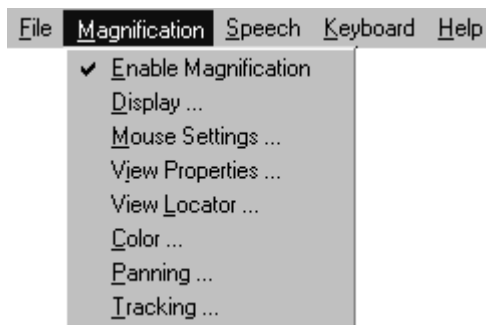 File Magnification Speech Keyboard Help
Enable Magnification
Display ...
Mouse Settings ...
View Properties ...
View Locator ...
Color ...
Panning ...
Tracking ...